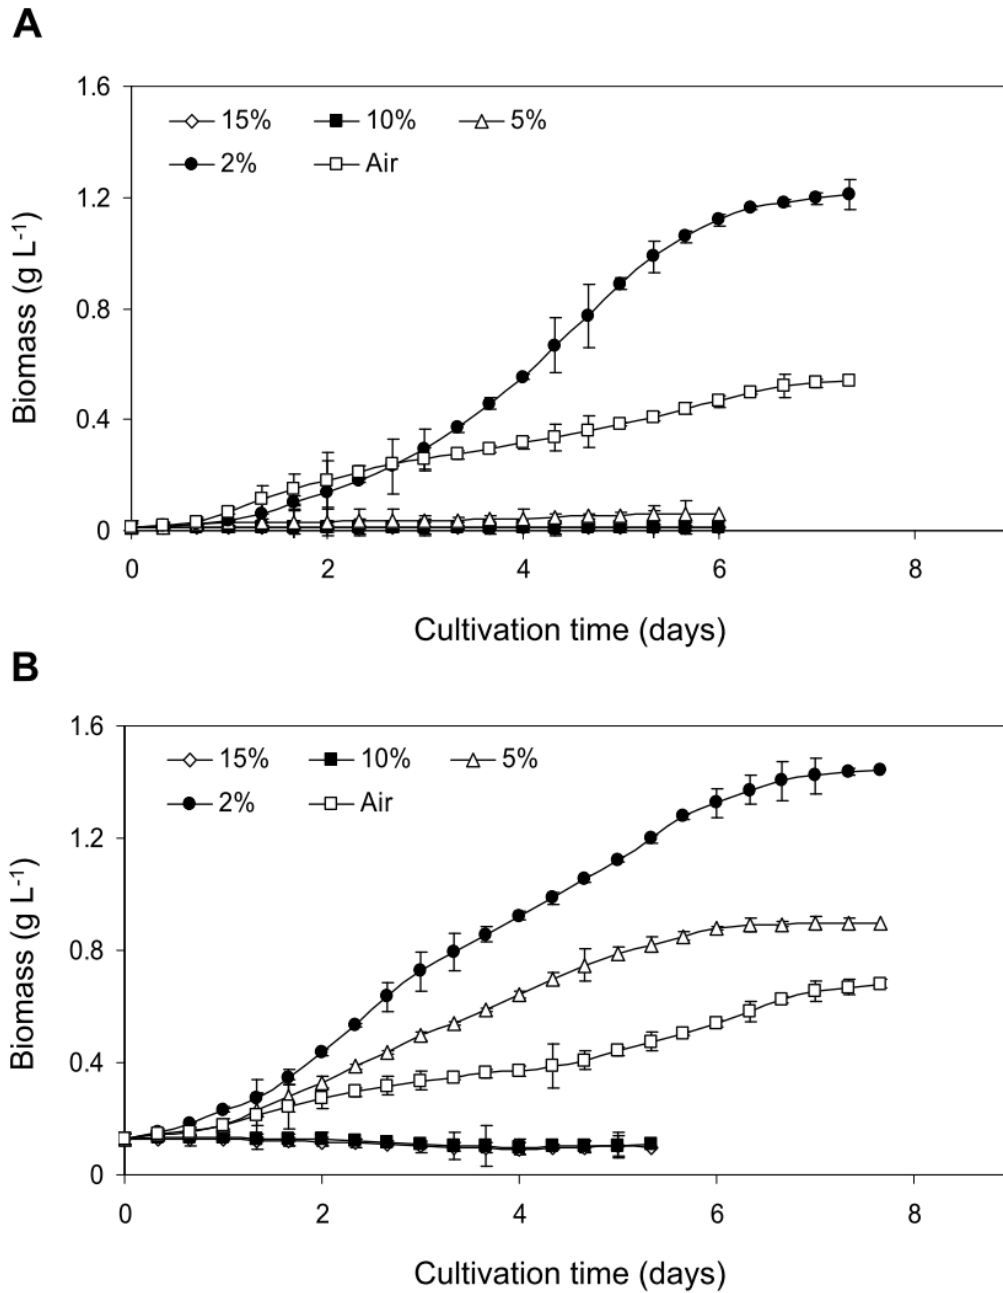 A
1.6
15% 10% 5%
2% Air
1.2
0.8
0.4
0
0 2 4 6 8
Biomass (g L-1)
Cultivation time (days)
B
1.6
15% 10% 5%
2% Air
1.2
0.8
0.4
0
0 2 4 6 8
Biomass (g L-1)
Cultivation time (days)